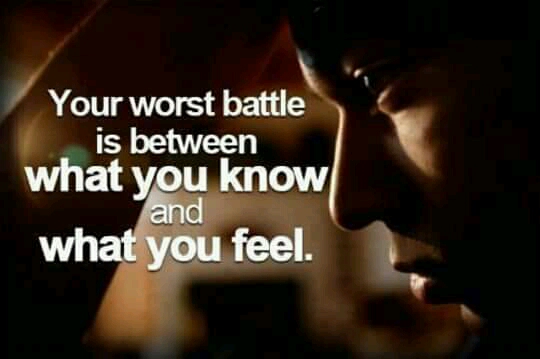 Your worst battle
is between
what you know
and
what you feel.